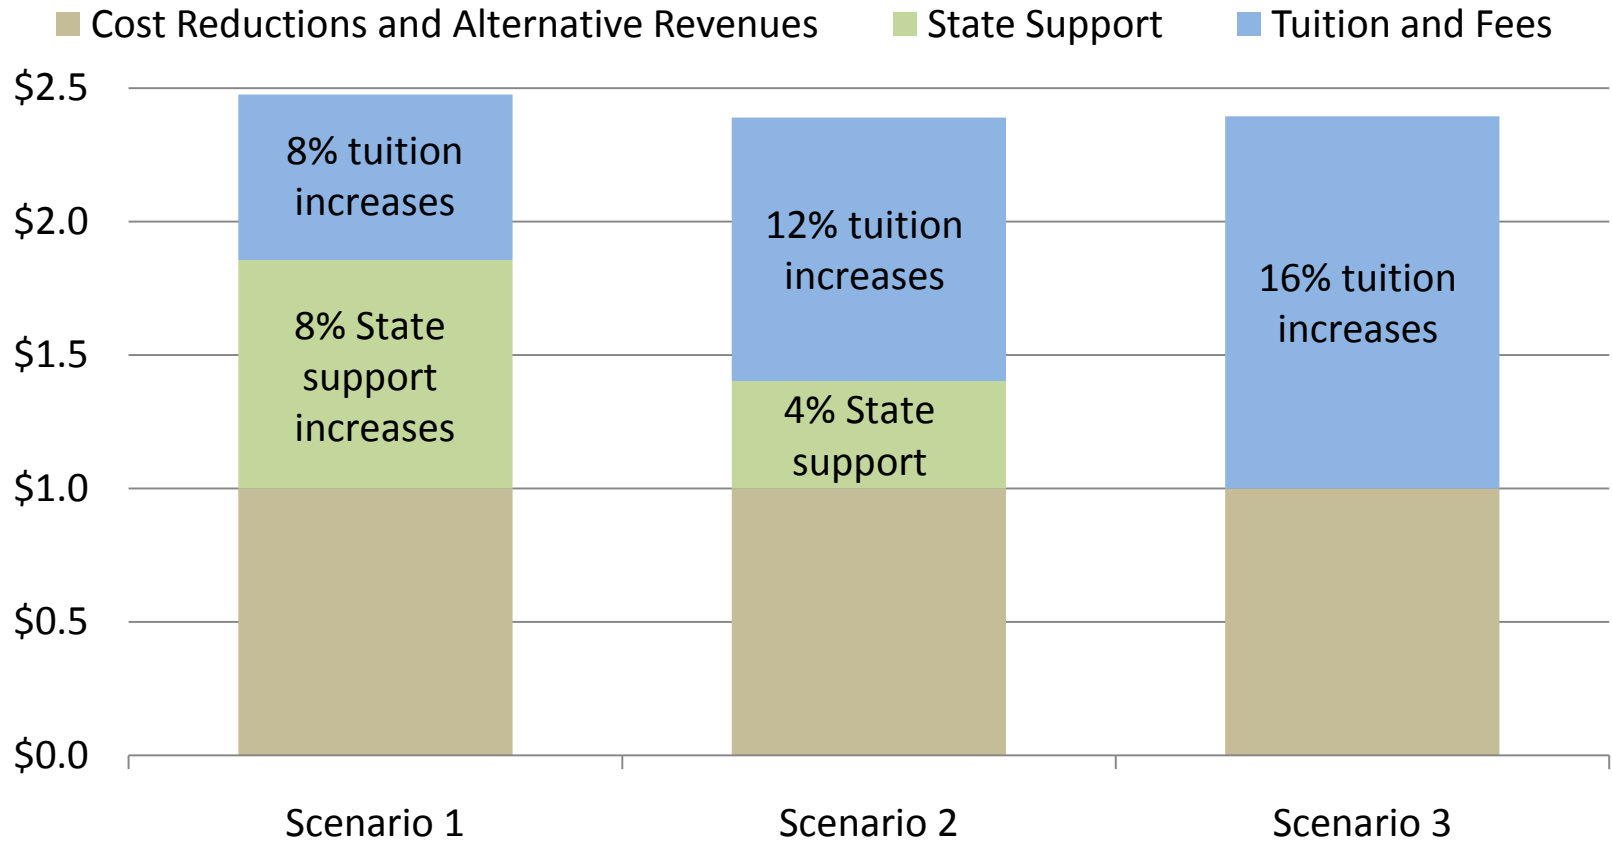 Cost Reductions and Alternative Revenues State Support Tuition and Fees
$2.5
$2.0
$1.5
$1.0
$0.5
$0.0
8% tuition
increases
8% State
support
increases
12% tuition
increases
4% State
support
16% tuition
increases
Scenario 1 Scenario 2 Scenario 3